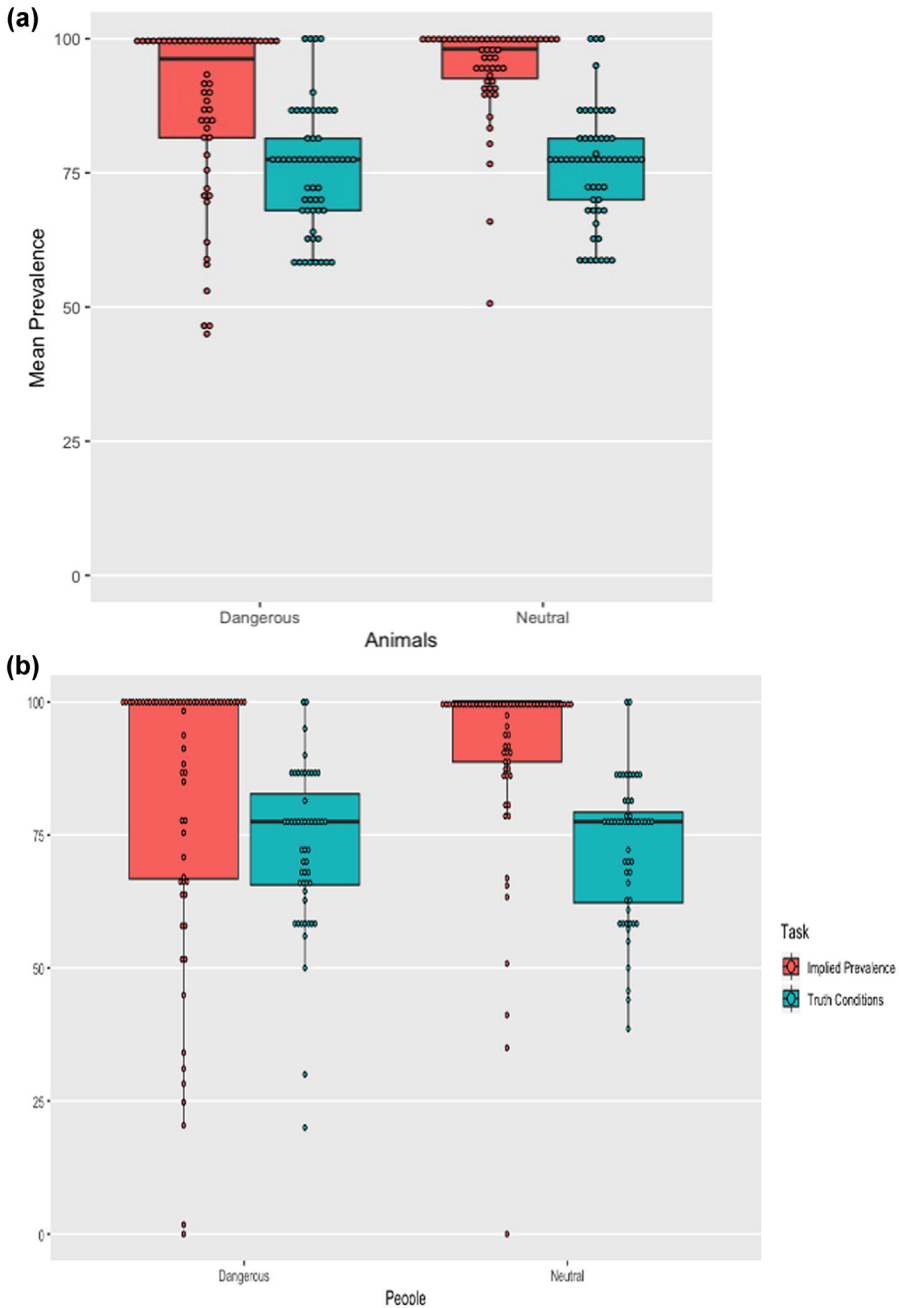 (a)
100
75
50
25
0
Mean Prevalence
Dangerous
Neutral
Animals
(b)
100
75
50
25
0
Dangerous
Neutral
People
Task
Implied Prevalence
Truth Conditions